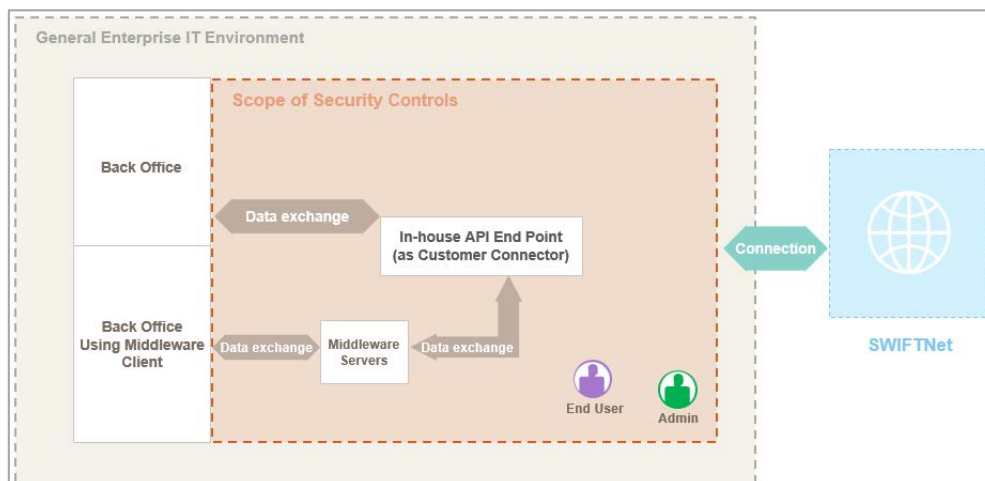 General Enterprise IT Environment
Scope of Security Controls
Back Office
Data exchange
In-house API End Point
(as Customer Connector)
Connection
Back Office
Using Middleware
Client
Data exchange
Middleware
Servers
Data exchange
SWIFTNet
End User
Admin